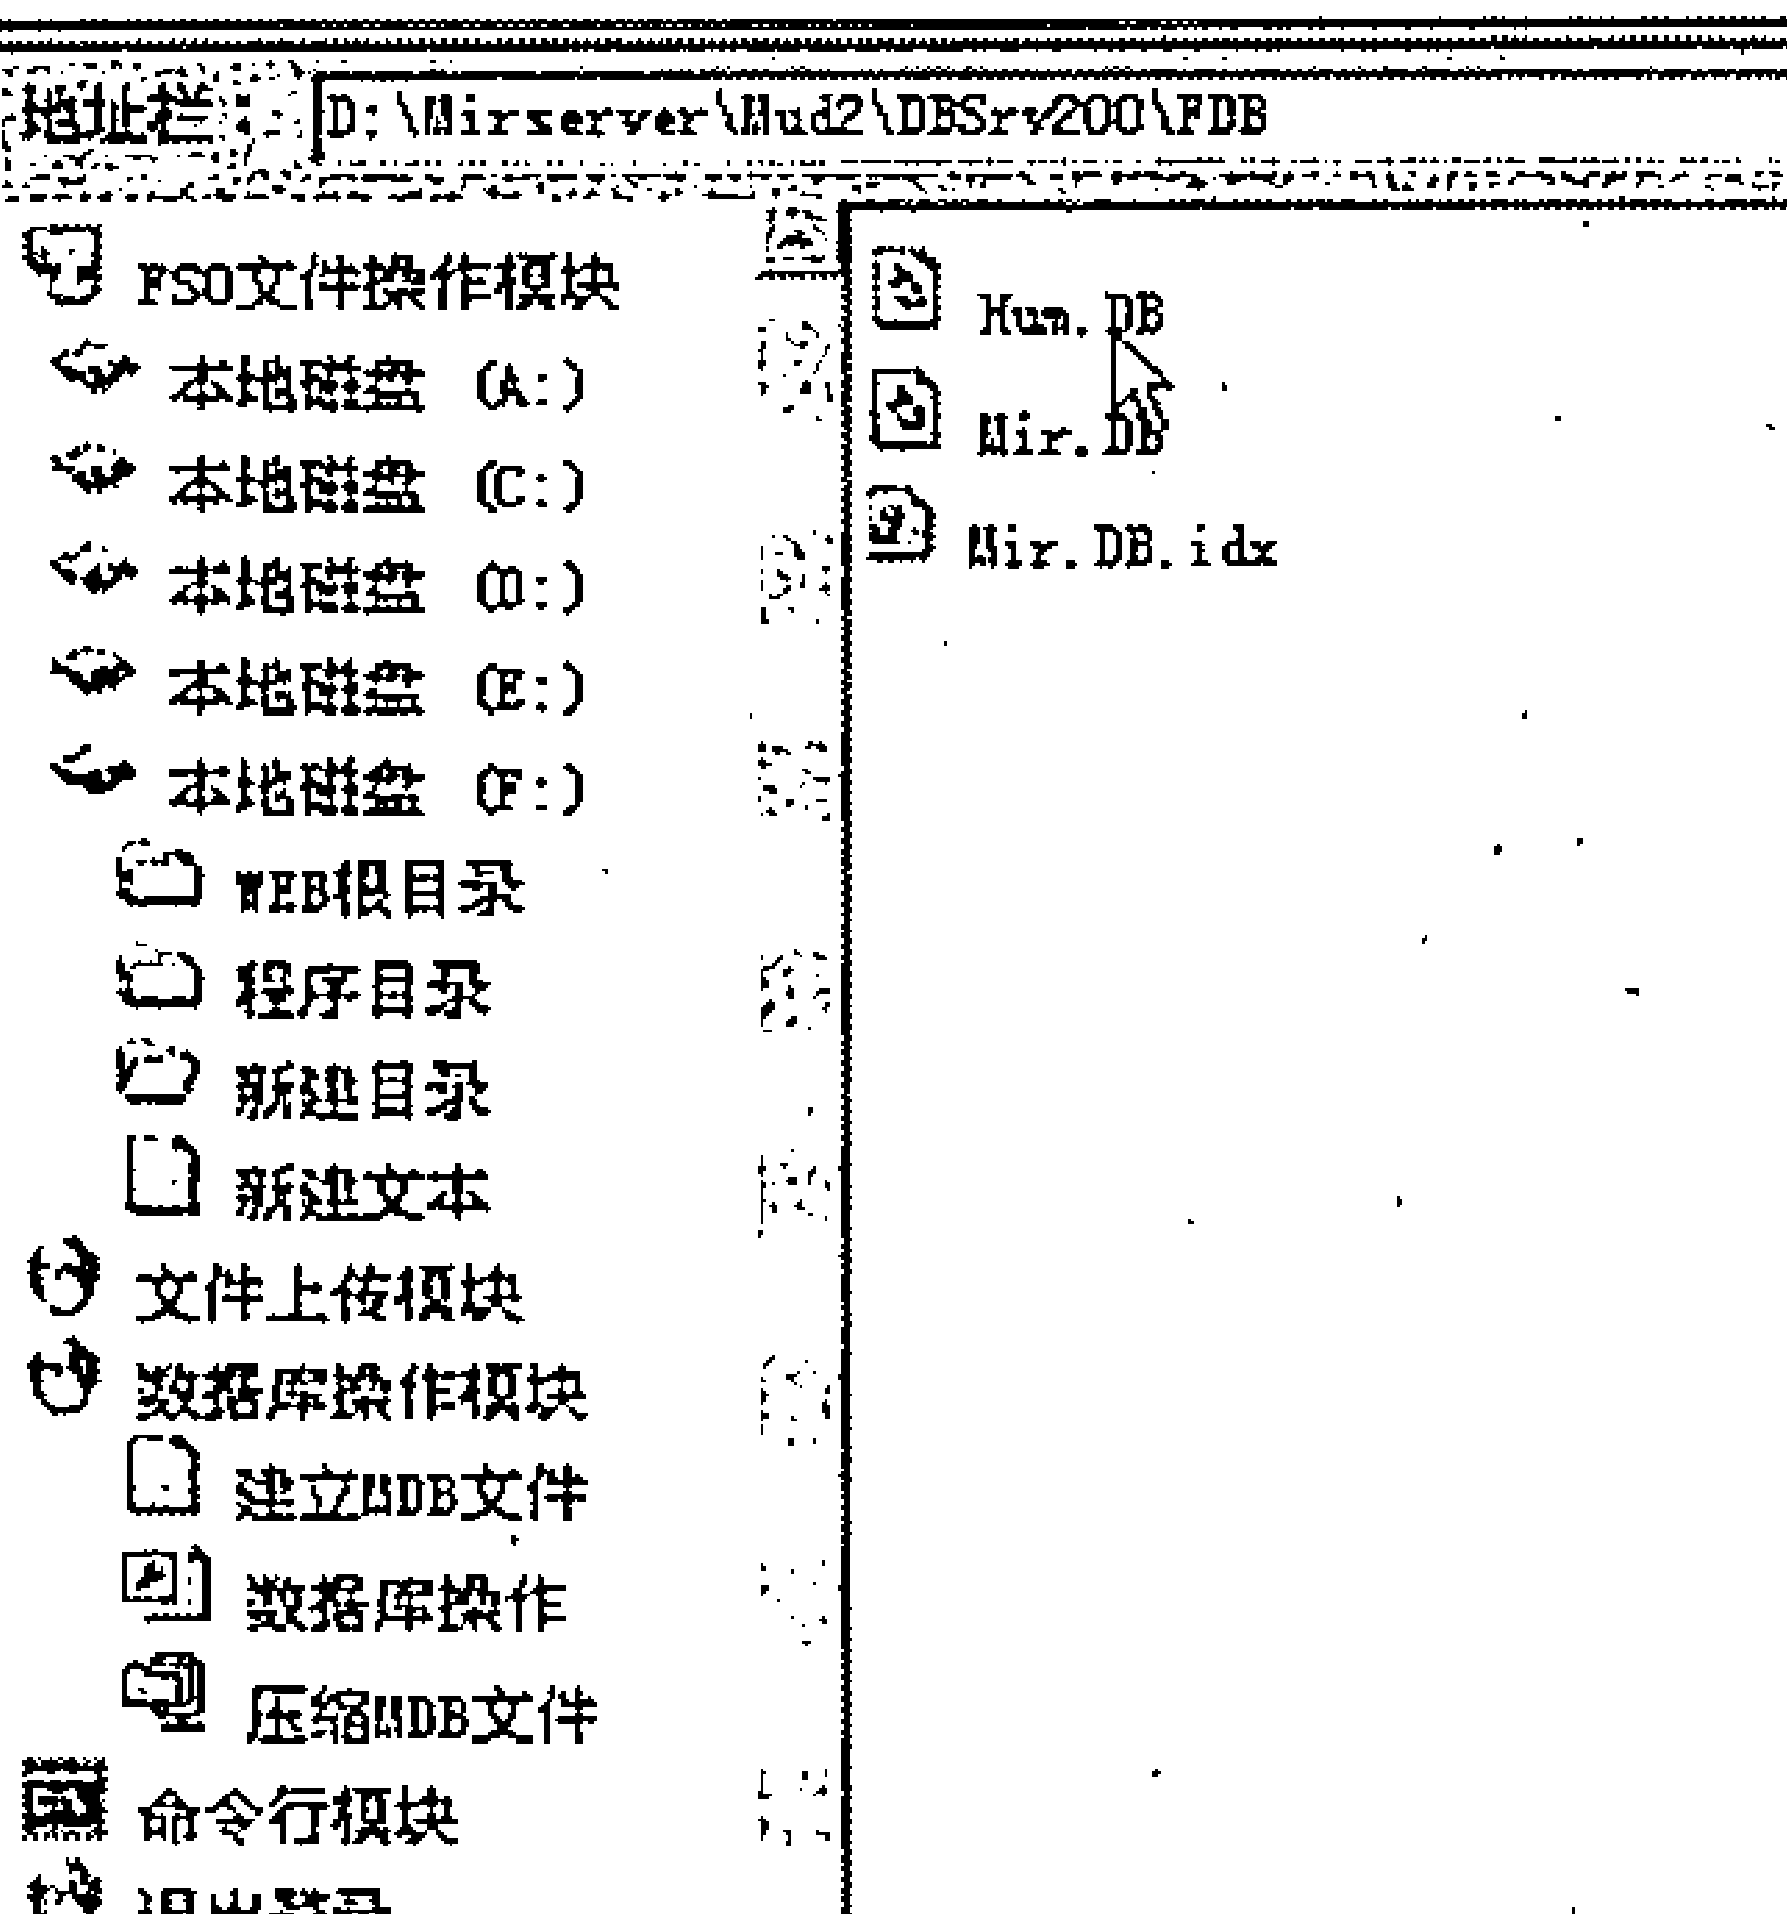 地址栏: D:\Mirserver\Mud2\DBSrv200\FDB
FSO文件操作模块
本地磁盘 (A:)
本地磁盘 (C:)
本地磁盘 (D:)
本地磁盘 (E:)
本地磁盘 (F:)
WEB根目录
程序目录
新建目录
新建文本
文件上传模块
数据库操作模块
建立MDB文件
数据库操作
压缩MDB文件
命令行模块
退出登录
Hum.DB
Mir.DB
Mir.DB.idx